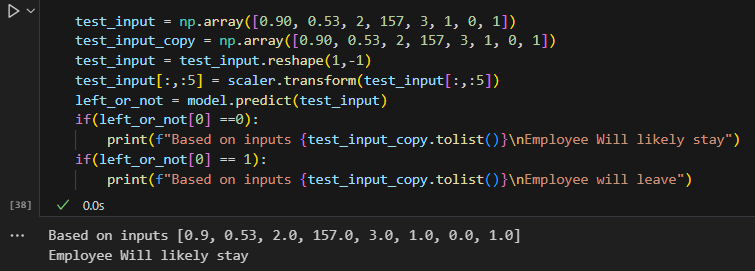 test_input = np.array([0.90, 0.53, 2, 157, 3, 1, 0, 1])
test_input_copy = np.array([0.90, 0.53, 2, 157, 3, 1, 0, 1])
test_input = test_input.reshape(1,-1)
test_input[:,:5] = scaler.transform(test_input[:,:5])
left_or_not = model.predict(test_input)
if(left_or_not[0] ==0):
    print(f"Based on inputs {test_input_copy.tolist()}\nEmployee Will likely stay")
if(left_or_not[0] == 1):
    print(f"Based on inputs {test_input_copy.tolist()}\nEmployee will leave")
[38] ✓ 0.0s
... Based on inputs [0.9, 0.53, 2.0, 157.0, 3.0, 1.0, 0.0, 1.0]
Employee Will likely stay